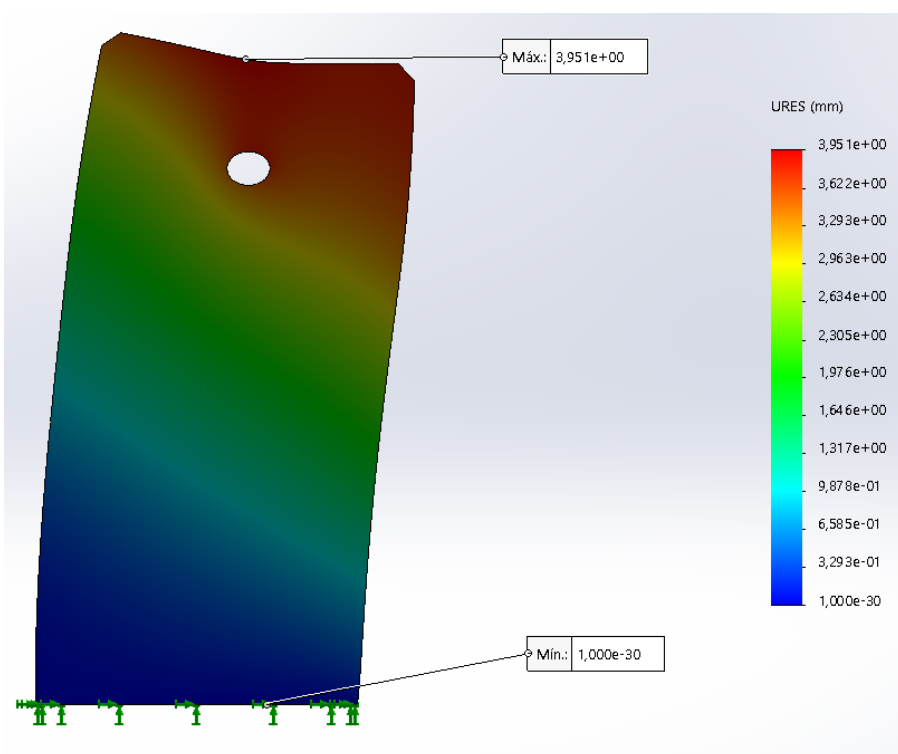 Máx.: 3,951e+00
URES (mm)
3,951e+00
3,622e+00
3,293e+00
2,963e+00
2,634e+00
2,305e+00
1,976e+00
1,646e+00
1,317e+00
9,878e-01
6,585e-01
3,293e-01
1,000e-30
Mín.: 1,000e-30